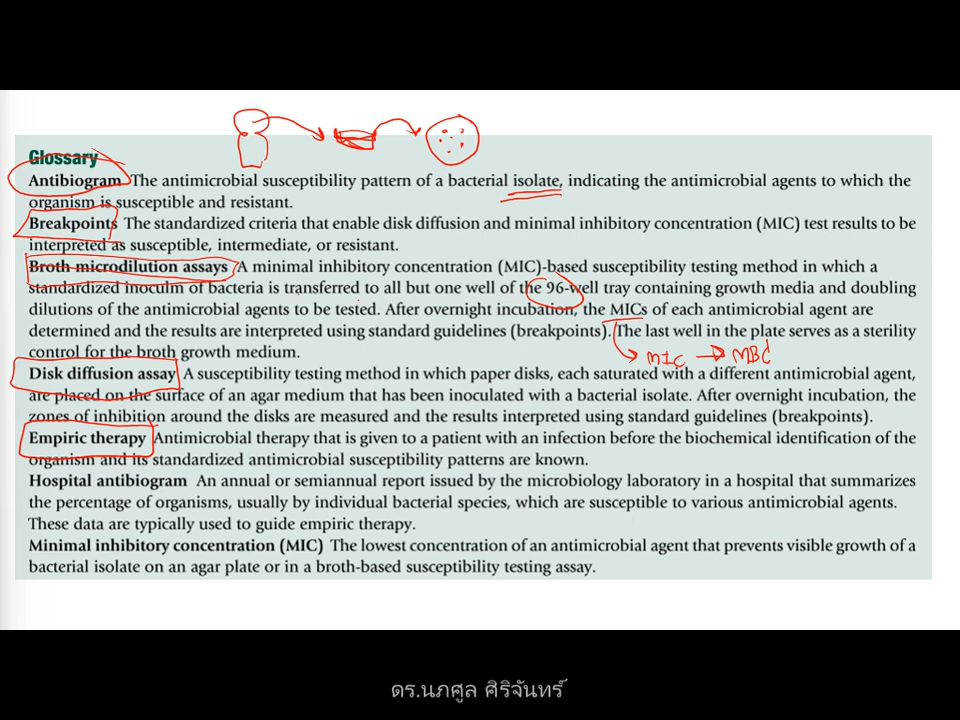 Glossary
Antibiogram The antimicrobial susceptibility pattern of a bacterial isolate, indicating the antimicrobial agents to which the
organism is susceptible and resistant.
Breakpoints The standardized criteria that enable disk diffusion and minimal inhibitory concentration (MIC) test results to be
interpreted as susceptible, intermediate, or resistant.
Broth microdilution assays A minimal inhibitory concentration (MIC)-based susceptibility testing method in which a
standardized inoculm of bacteria is transferred to all but one well of the 96-well tray containing growth media and doubling
dilutions of the antimicrobial agents to be tested. After overnight incubation, the MICs of each antimicrobial agent are
determined and the results are interpreted using standard guidelines (breakpoints). The last well in the plate serves as a sterility
control for the broth growth medium.
MIC → MBC
Disk diffusion assay A susceptibility testing method in which paper disks, each saturated with a different antimicrobial agent,
are placed on the surface of an agar medium that has been inoculated with a bacterial isolate. After overnight incubation, the
zones of inhibition around the disks are measured and the results interpreted using standard guidelines (breakpoints).
Empiric therapy Antimicrobial therapy that is given to a patient with an infection before the biochemical identification of the
organism and its standardized antimicrobial susceptibility patterns are known.
Hospital antibiogram An annual or semiannual report issued by the microbiology laboratory in a hospital that summarizes
the percentage of organisms, usually by individual bacterial species, which are susceptible to various antimicrobial agents.
These data are typically used to guide empiric therapy.
Minimal inhibitory concentration (MIC) The lowest concentration of an antimicrobial agent that prevents visible growth of a
bacterial isolate on an agar plate or in a broth-based susceptibility testing assay.
ดร.นภศูล ศิริจันทร์